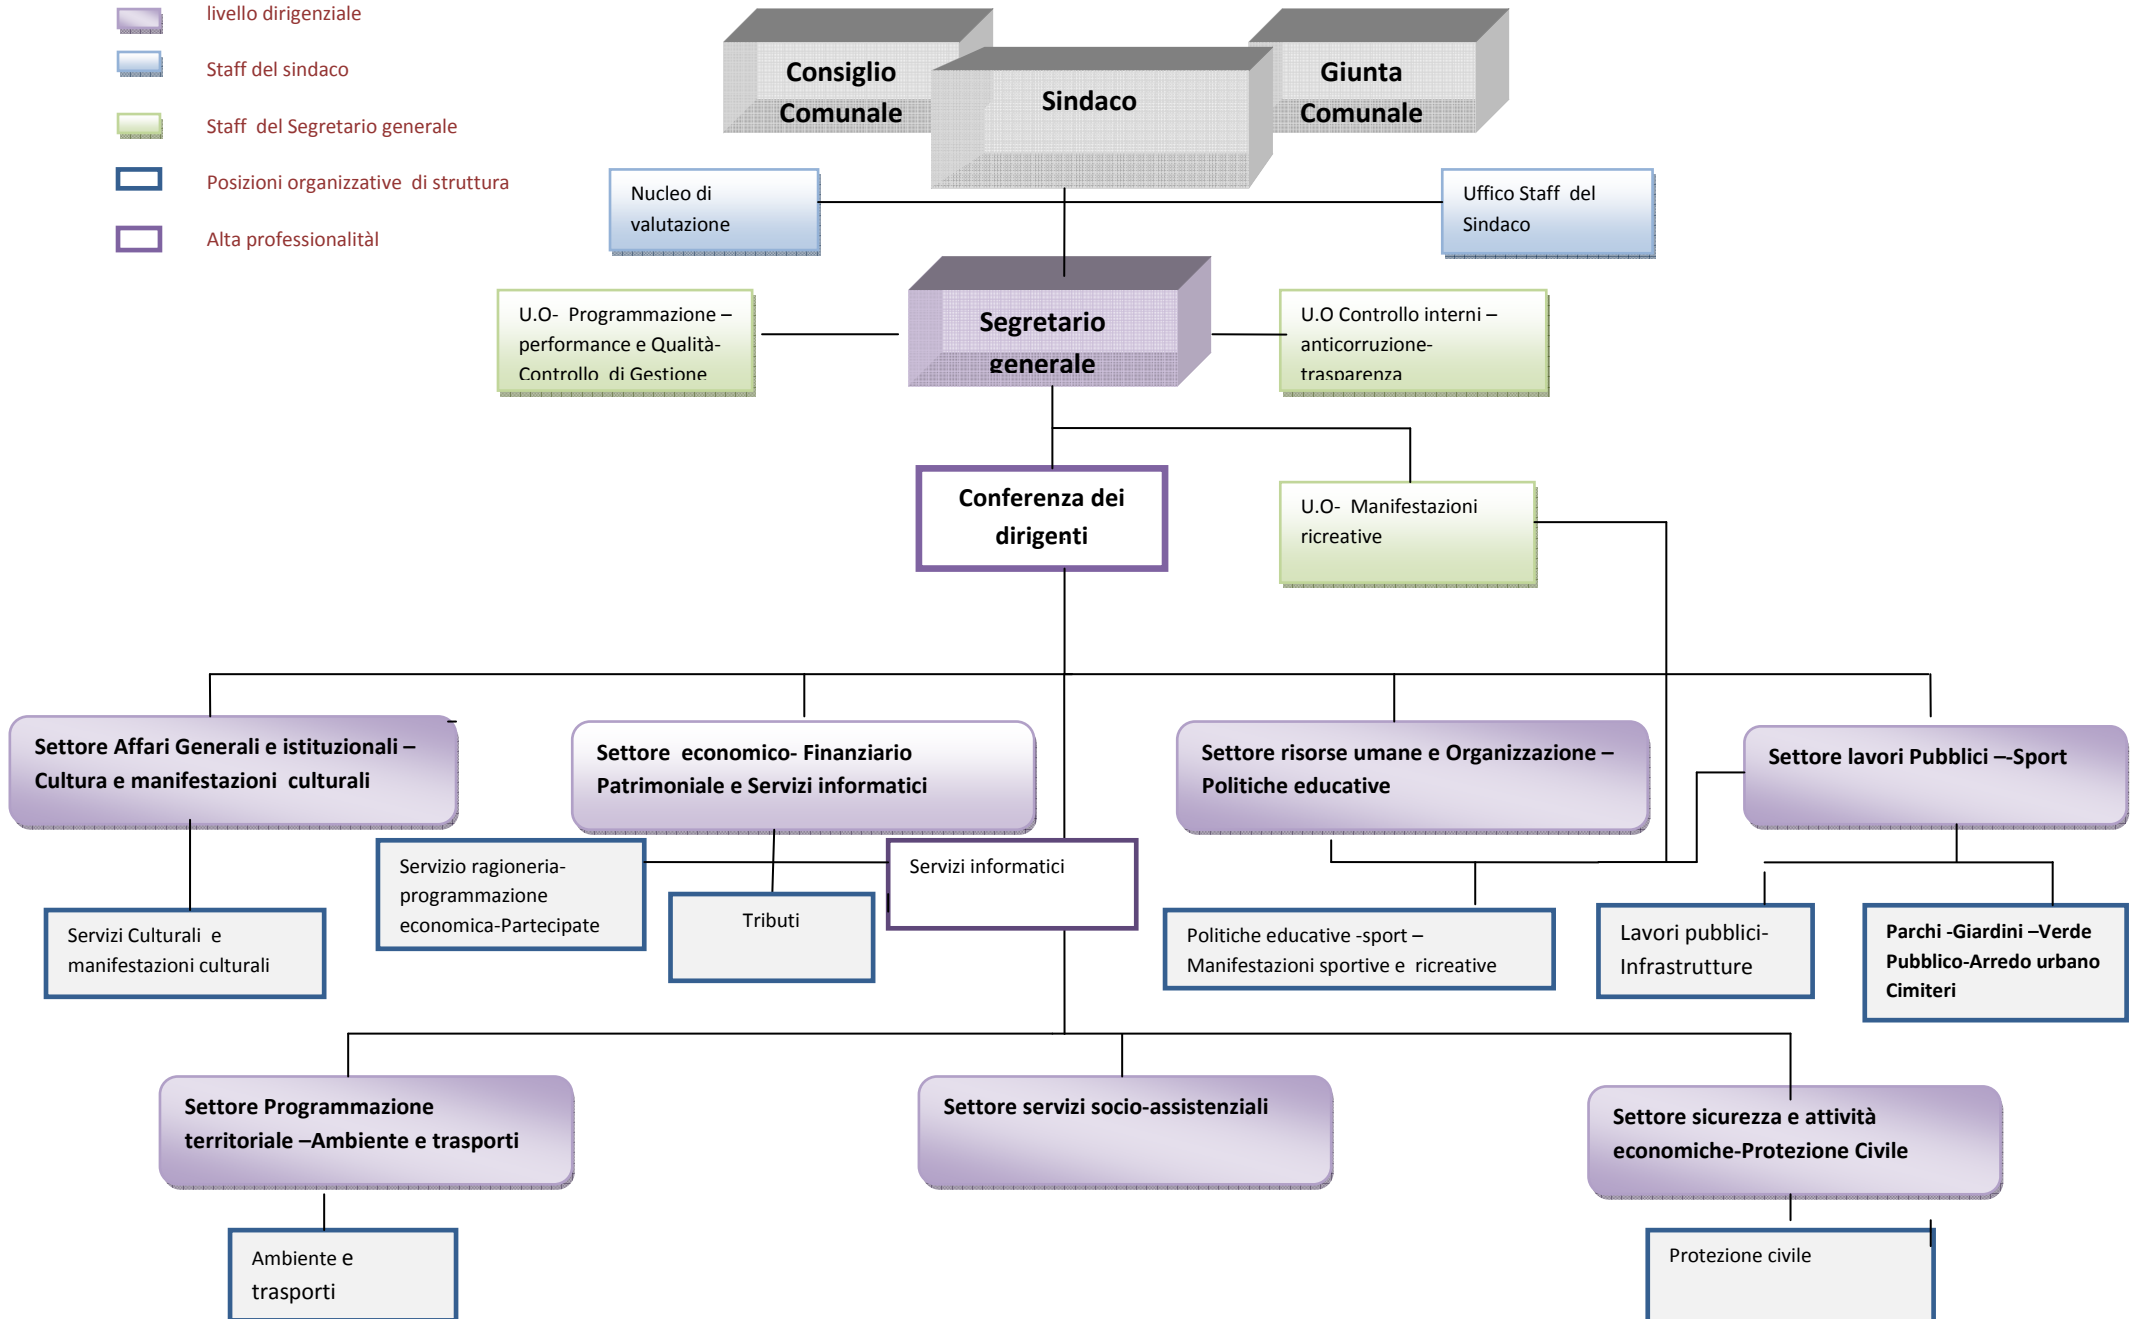 livello dirigenziale
Staff del sindaco
Staff  del Segretario generale
Posizioni organizzative  di struttura
Alta professionalitàl
Consiglio
Comunale
Sindaco
Giunta
Comunale
Nucleo di
valutazione
Uffico Staff  del
Sindaco
U.O-  Programmazione –
performance e Qualità-
Controllo  di Gestione
Segretario
generale
U.O Controllo interni –
anticorruzione-
trasparenza
Conferenza dei
dirigenti
U.O-  Manifestazioni
ricreative
Settore Affari Generali e istituzionali –
Cultura e manifestazioni  culturali
Settore  economico- Finanziario
Patrimoniale e Servizi informatici
Settore risorse umane e Organizzazione –
Politiche educative
Settore lavori Pubblici –-Sport
Servizio ragioneria-
programmazione
economica-Partecipate
Servizi informatici
Tributi
Servizi Culturali  e
manifestazioni culturali
Politiche educative -sport –
Manifestazioni sportive e  ricreative
Lavori pubblici-
Infrastrutture
Parchi -Giardini –Verde
Pubblico-Arredo urbano
Cimiteri
Settore Programmazione
territoriale –Ambiente e trasporti
Settore servizi socio-assistenziali
Settore sicurezza e attività
economiche-Protezione Civile
Ambiente e
trasporti
Protezione civile